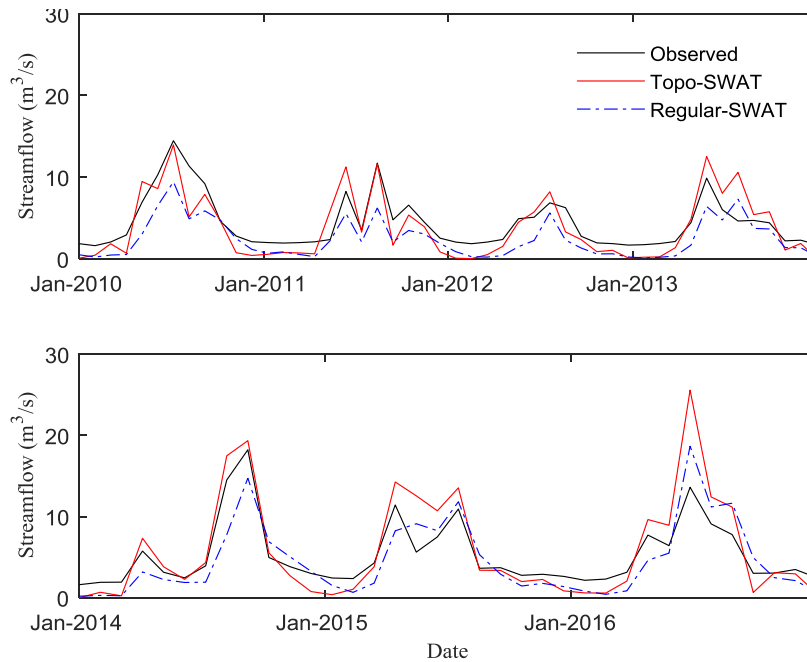 30
20
10
0
Streamflow (m³/s)
Observed
Topo-SWAT
Regular-SWAT
Jan-2010
Jan-2011
Jan-2012
Jan-2013
30
20
10
0
Streamflow (m³/s)
Jan-2014
Jan-2015
Jan-2016
Date